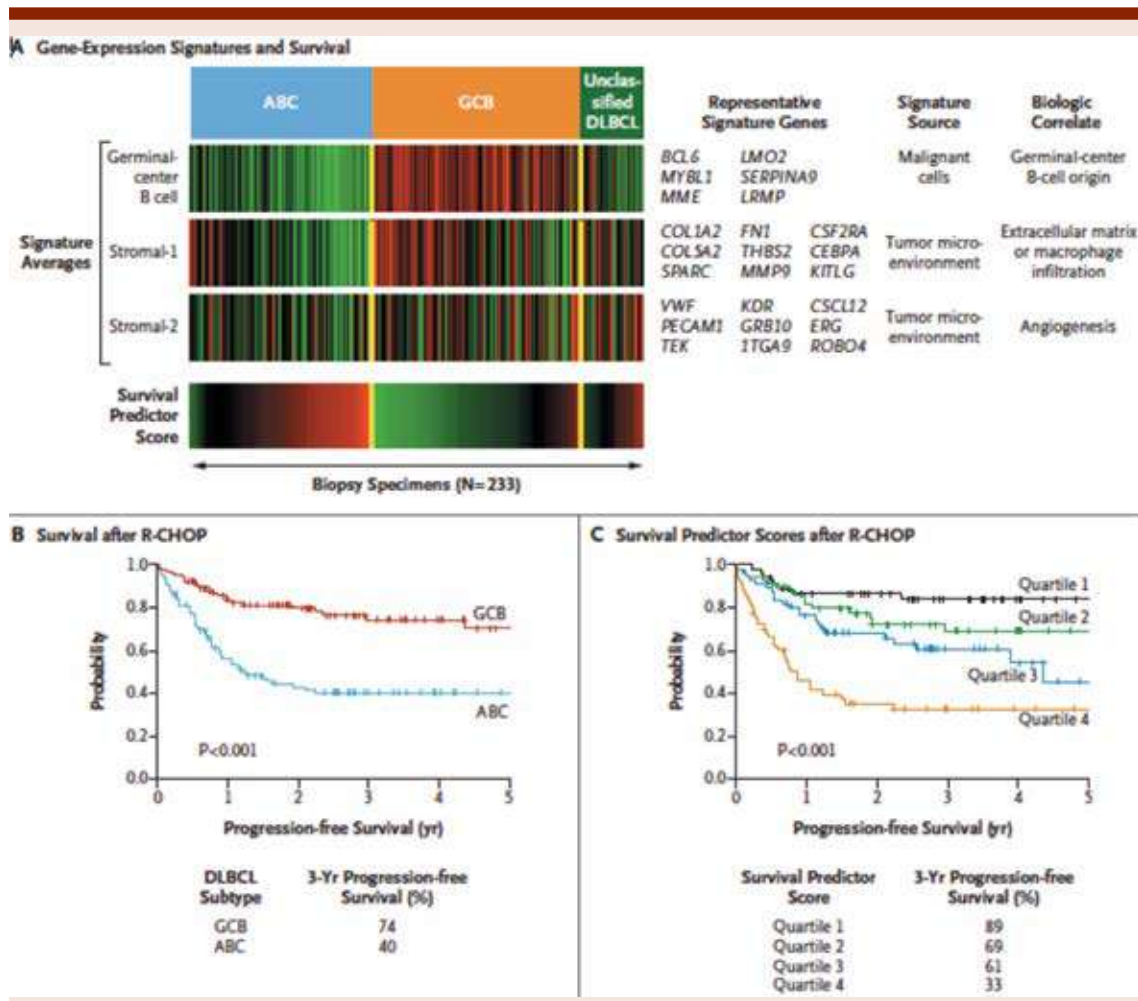 A Gene-Expression Signatures and Survival
ABC
GCB
Unclas-
sified
DLBCL
Representative
Signature Genes
Signature
Source
Biologic
Correlate
Signature
Averages
Germinal-
center
B cell
BCL6 LMO2
MYBL1 SERPINA9
MME LRMP
Malignant
cells
Germinal-center
B-cell origin
Stromal-1
COL1A2 FN1 CSF2RA
COL5A2 THBS2 CEBPA
SPARC MMP9 KITLG
Tumor micro-
environment
Extracellular matrix
or macrophage
infiltration
Stromal-2
VWF KDR CSCL12
PECAM1 GRB10 ERG
TEK 1TGA9 ROBO4
Tumor micro-
environment
Angiogenesis
Survival
Predictor
Score
Biopsy Specimens (N=233)
B Survival after R-CHOP
1.0
0.8
0.6
0.4
0.2
0.0
Probability
GCB
ABC
P<0.001
0 1 2 3 4 5
Progression-free Survival (yr)
DLBCL
Subtype
3-Yr Progression-free
Survival (%)
GCB 74
ABC 40
C Survival Predictor Scores after R-CHOP
1.0
0.8
0.6
0.4
0.2
0.0
Probability
Quartile 1
Quartile 2
Quartile 3
Quartile 4
P<0.001
0 1 2 3 4 5
Progression-free Survival (yr)
Survival Predictor
Score
3-Yr Progression-free
Survival (%)
Quartile 1 89
Quartile 2 69
Quartile 3 61
Quartile 4 33